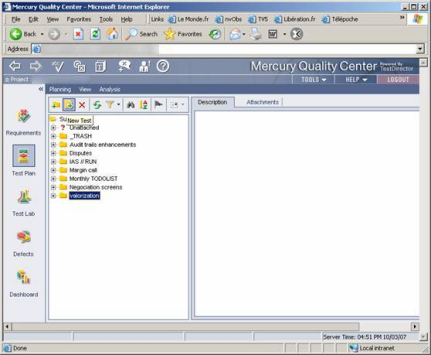 Mercury Quality Center - Microsoft Internet Explorer
File Edit View Favorites Tools Help Links Le Monde.fr nvObs TV5 Libération.fr Télépoche
Back Search Favorites
Address
Mercury Quality Center Powered By TestDirector
Project : TOOLS HELP LOGOUT
Planning View Analysis
Description Attachments
Su New Test
Unattached
_TRASH
Audit trails enhancements
Disputes
IAS // RUN
Margin call
Monthly TODOLIST
Negociation screens
valorization
Requirements
Test Plan
Test Lab
Defects
Dashboard
Server Time: 04:51 PM 10/03/07
Done Local intranet